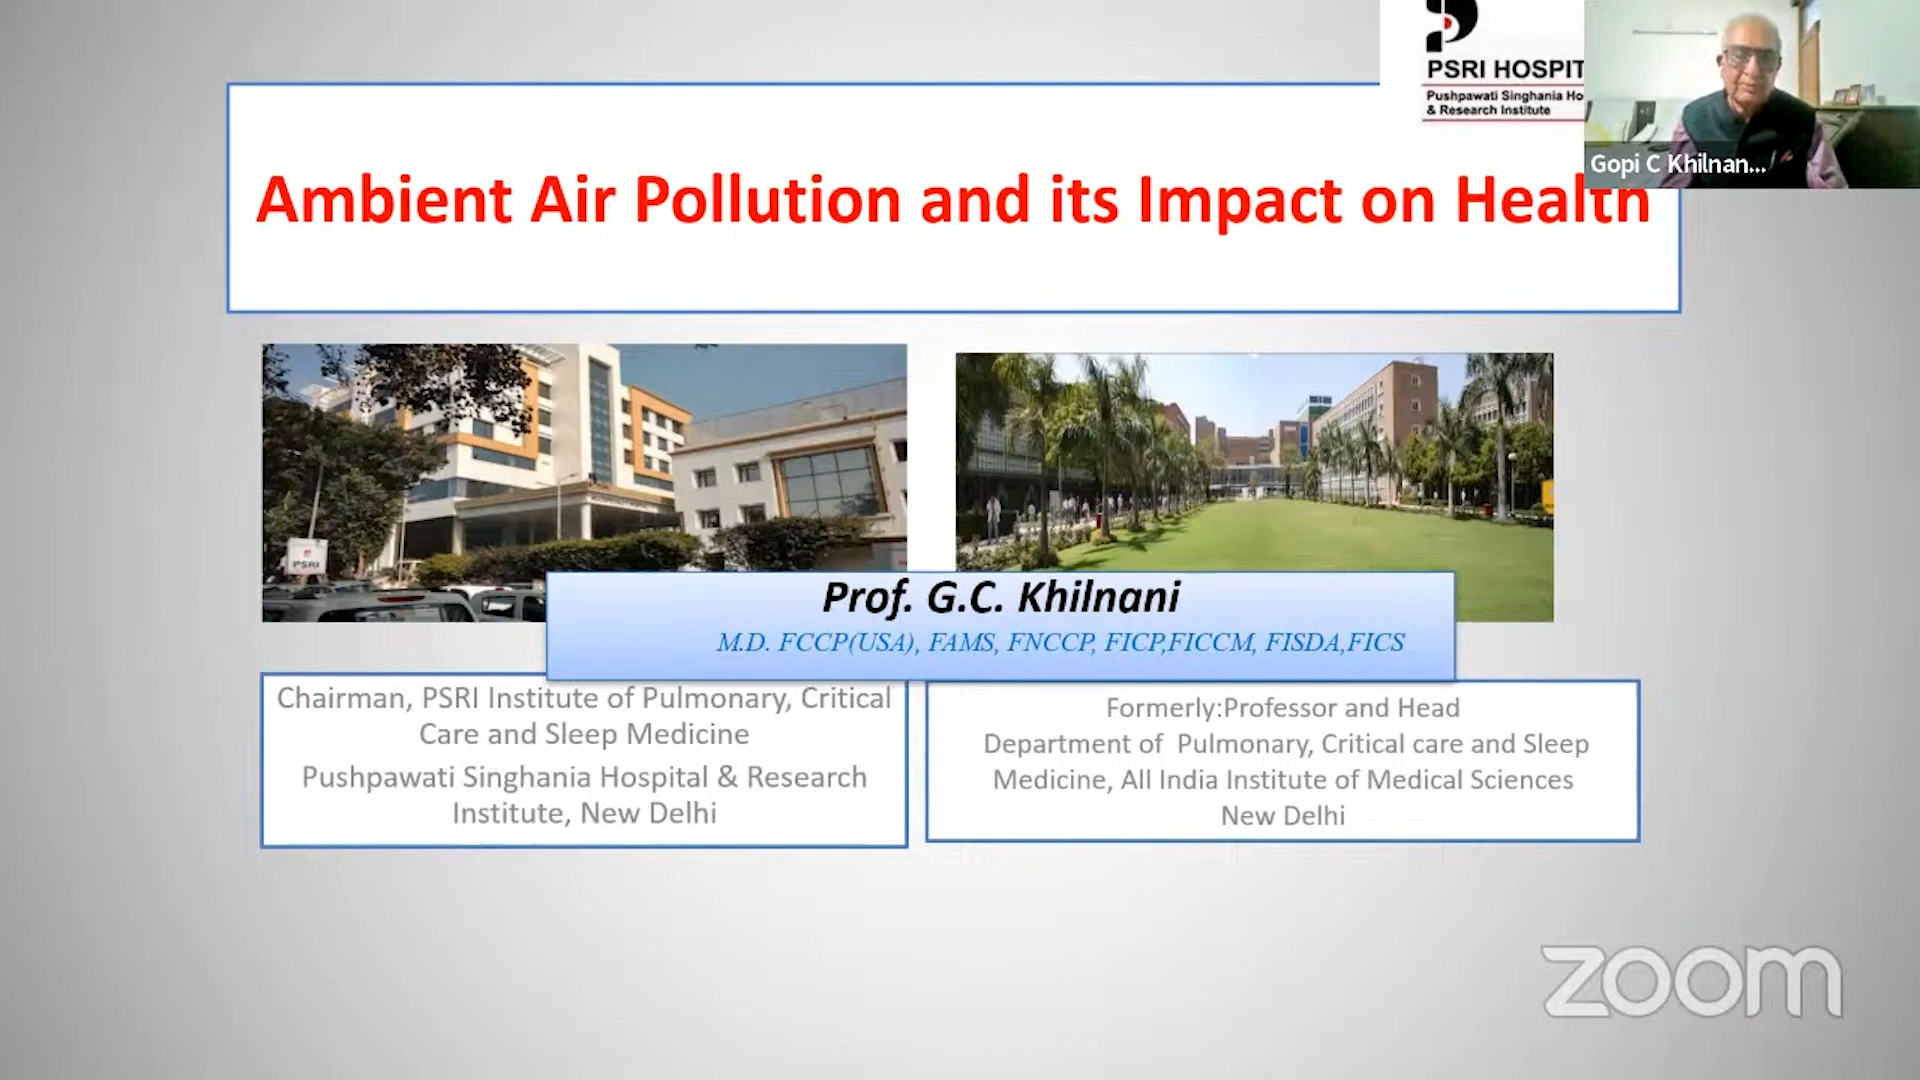 PSRI HOSPIT
Pushpawati Singhania Ho
& Research Institute
Gopi C Khilnan...
Ambient Air Pollution and its Impact on Health
PSRI
Prof. G.C. Khilnani
M.D. FCCP(USA), FAMS, FNCCP, FICP,FICCM, FISDA,FICS
Chairman, PSRI Institute of Pulmonary, Critical
Care and Sleep Medicine
Pushpawati Singhania Hospital & Research
Institute, New Delhi
Formerly:Professor and Head
Department of Pulmonary, Critical care and Sleep
Medicine, All India Institute of Medical Sciences
New Delhi
zoom